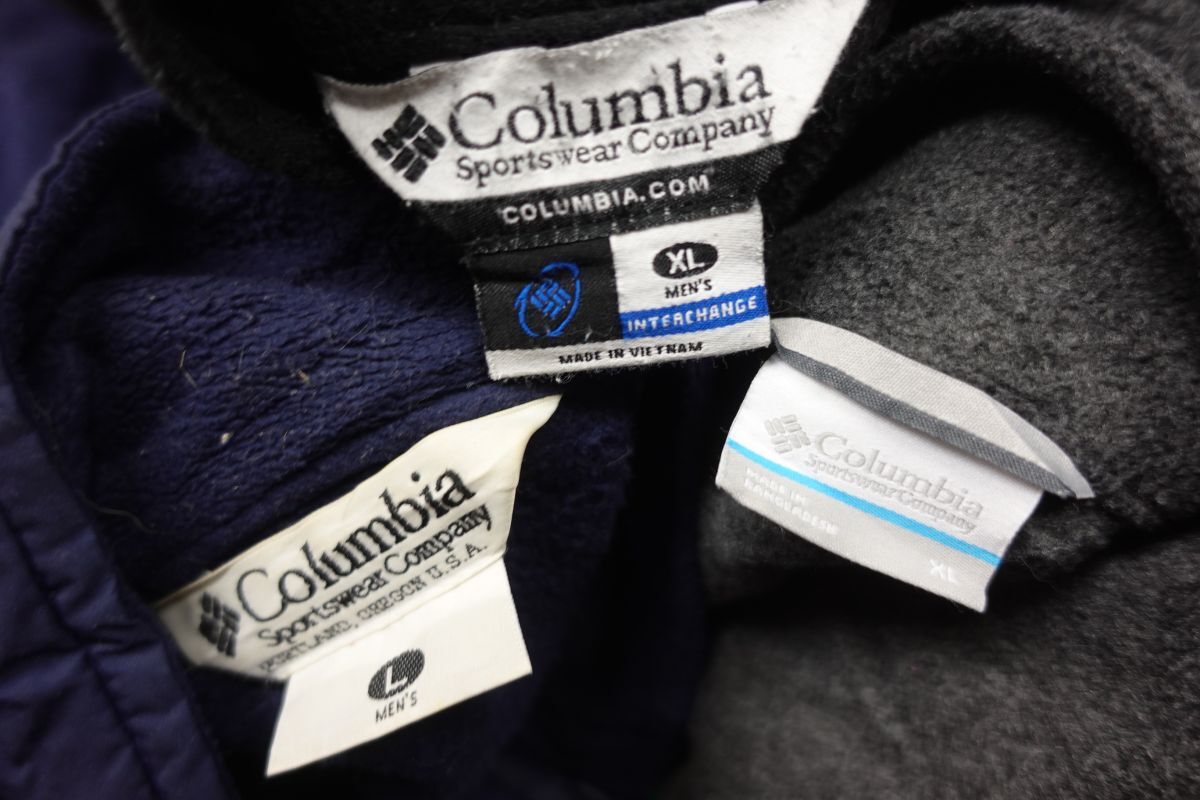 Columbia
Sportswear Company
COLUMBIA.COM
XL
MEN'S
INTERCHANGE
MADE IN VIETNAM
Columbia
Sportswear Company
MADE IN
BANGLADESH
XL
Columbia
Sportswear Company
PORTLAND, OREGON U.S.A.
L
MEN'S